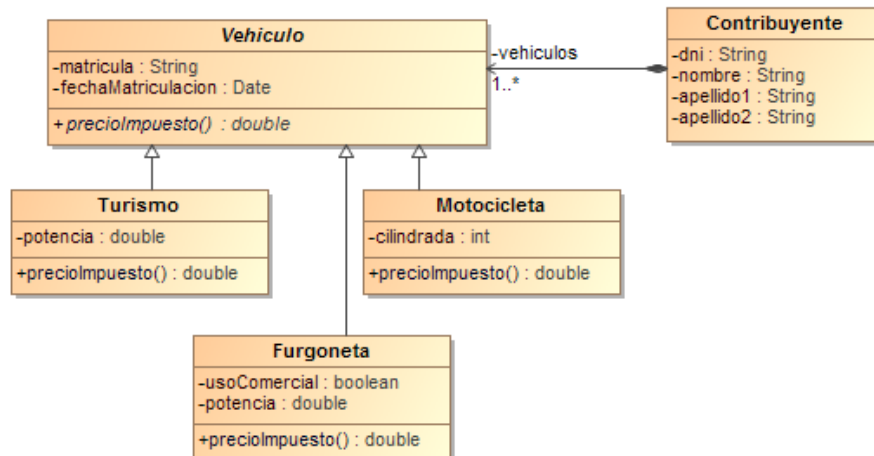 Vehiculo
-matricula : String
-fechaMatriculacion : Date
+precioImpuesto() : double
-vehiculos
1..*
Contribuyente
-dni : String
-nombre : String
-apellido1 : String
-apellido2 : String
Turismo
-potencia : double
+precioImpuesto() : double
Motocicleta
-cilindrada : int
+precioImpuesto() : double
Furgoneta
-usoComercial : boolean
-potencia : double
+precioImpuesto() : double